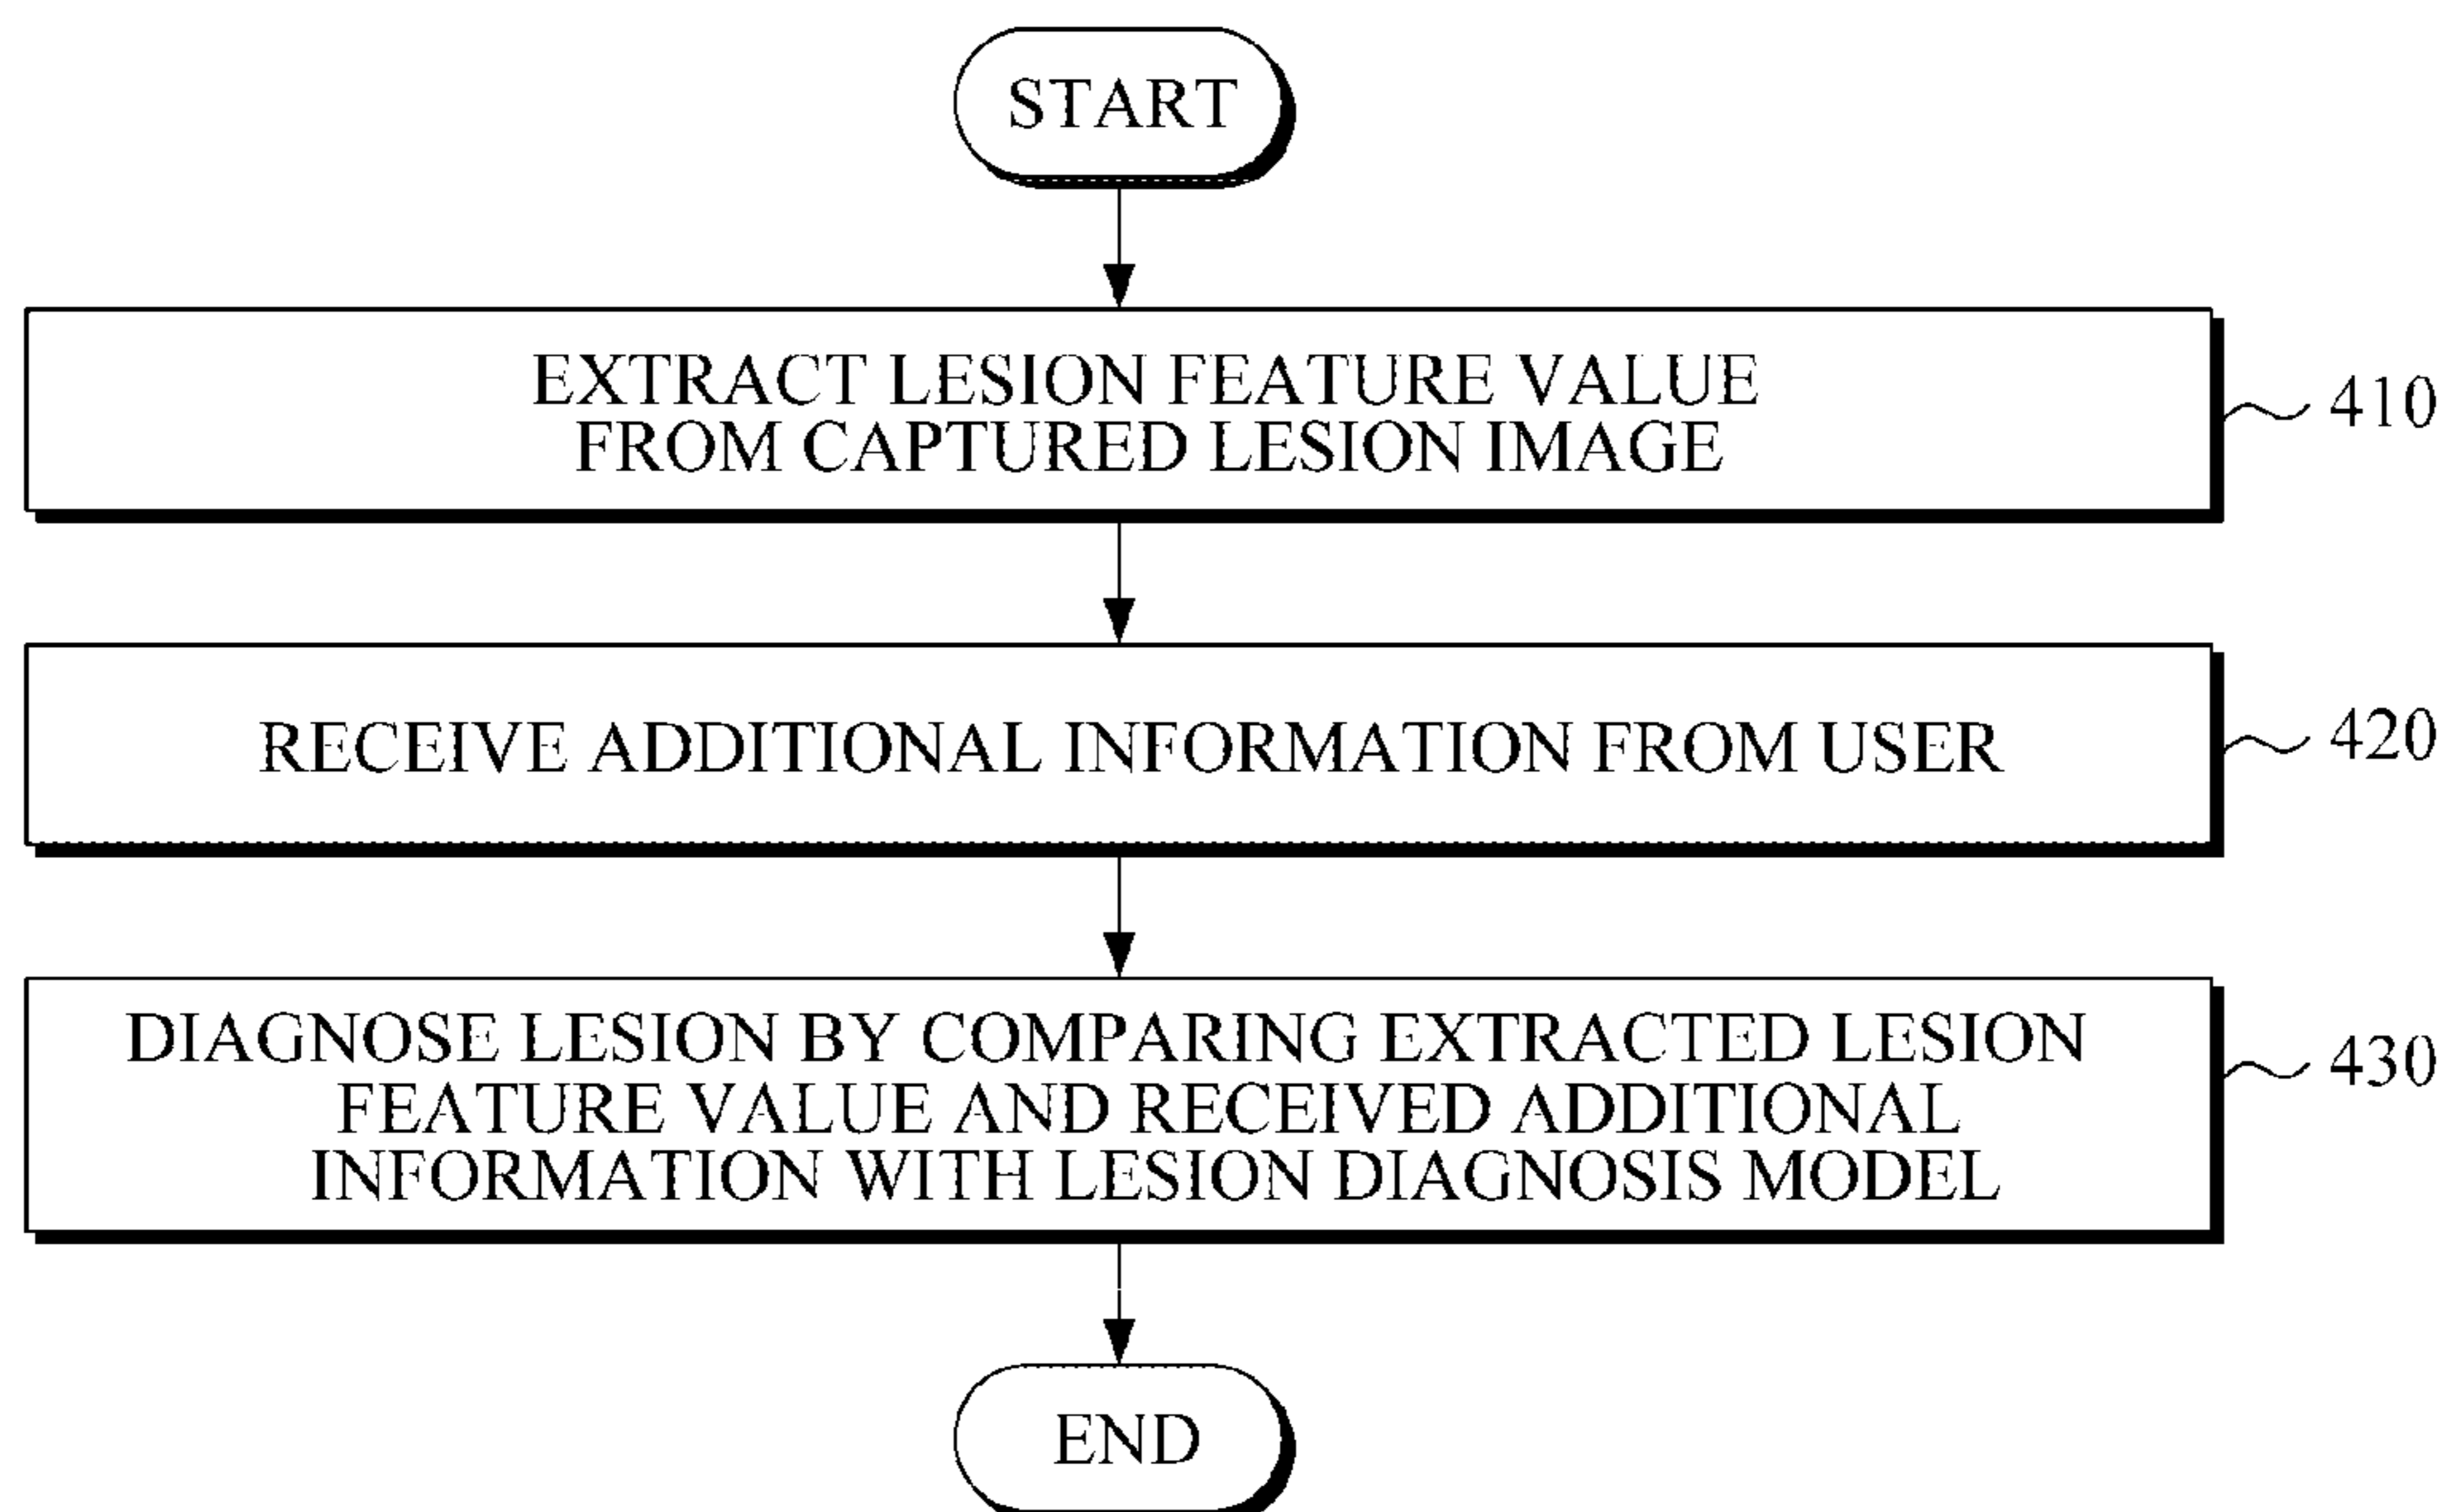 START
EXTRACT LESION FEATURE VALUE
FROM CAPTURED LESION IMAGE
410
RECEIVE ADDITIONAL INFORMATION FROM USER
420
DIAGNOSE LESION BY COMPARING EXTRACTED LESION
FEATURE VALUE AND RECEIVED ADDITIONAL
INFORMATION WITH LESION DIAGNOSIS MODEL
430
END